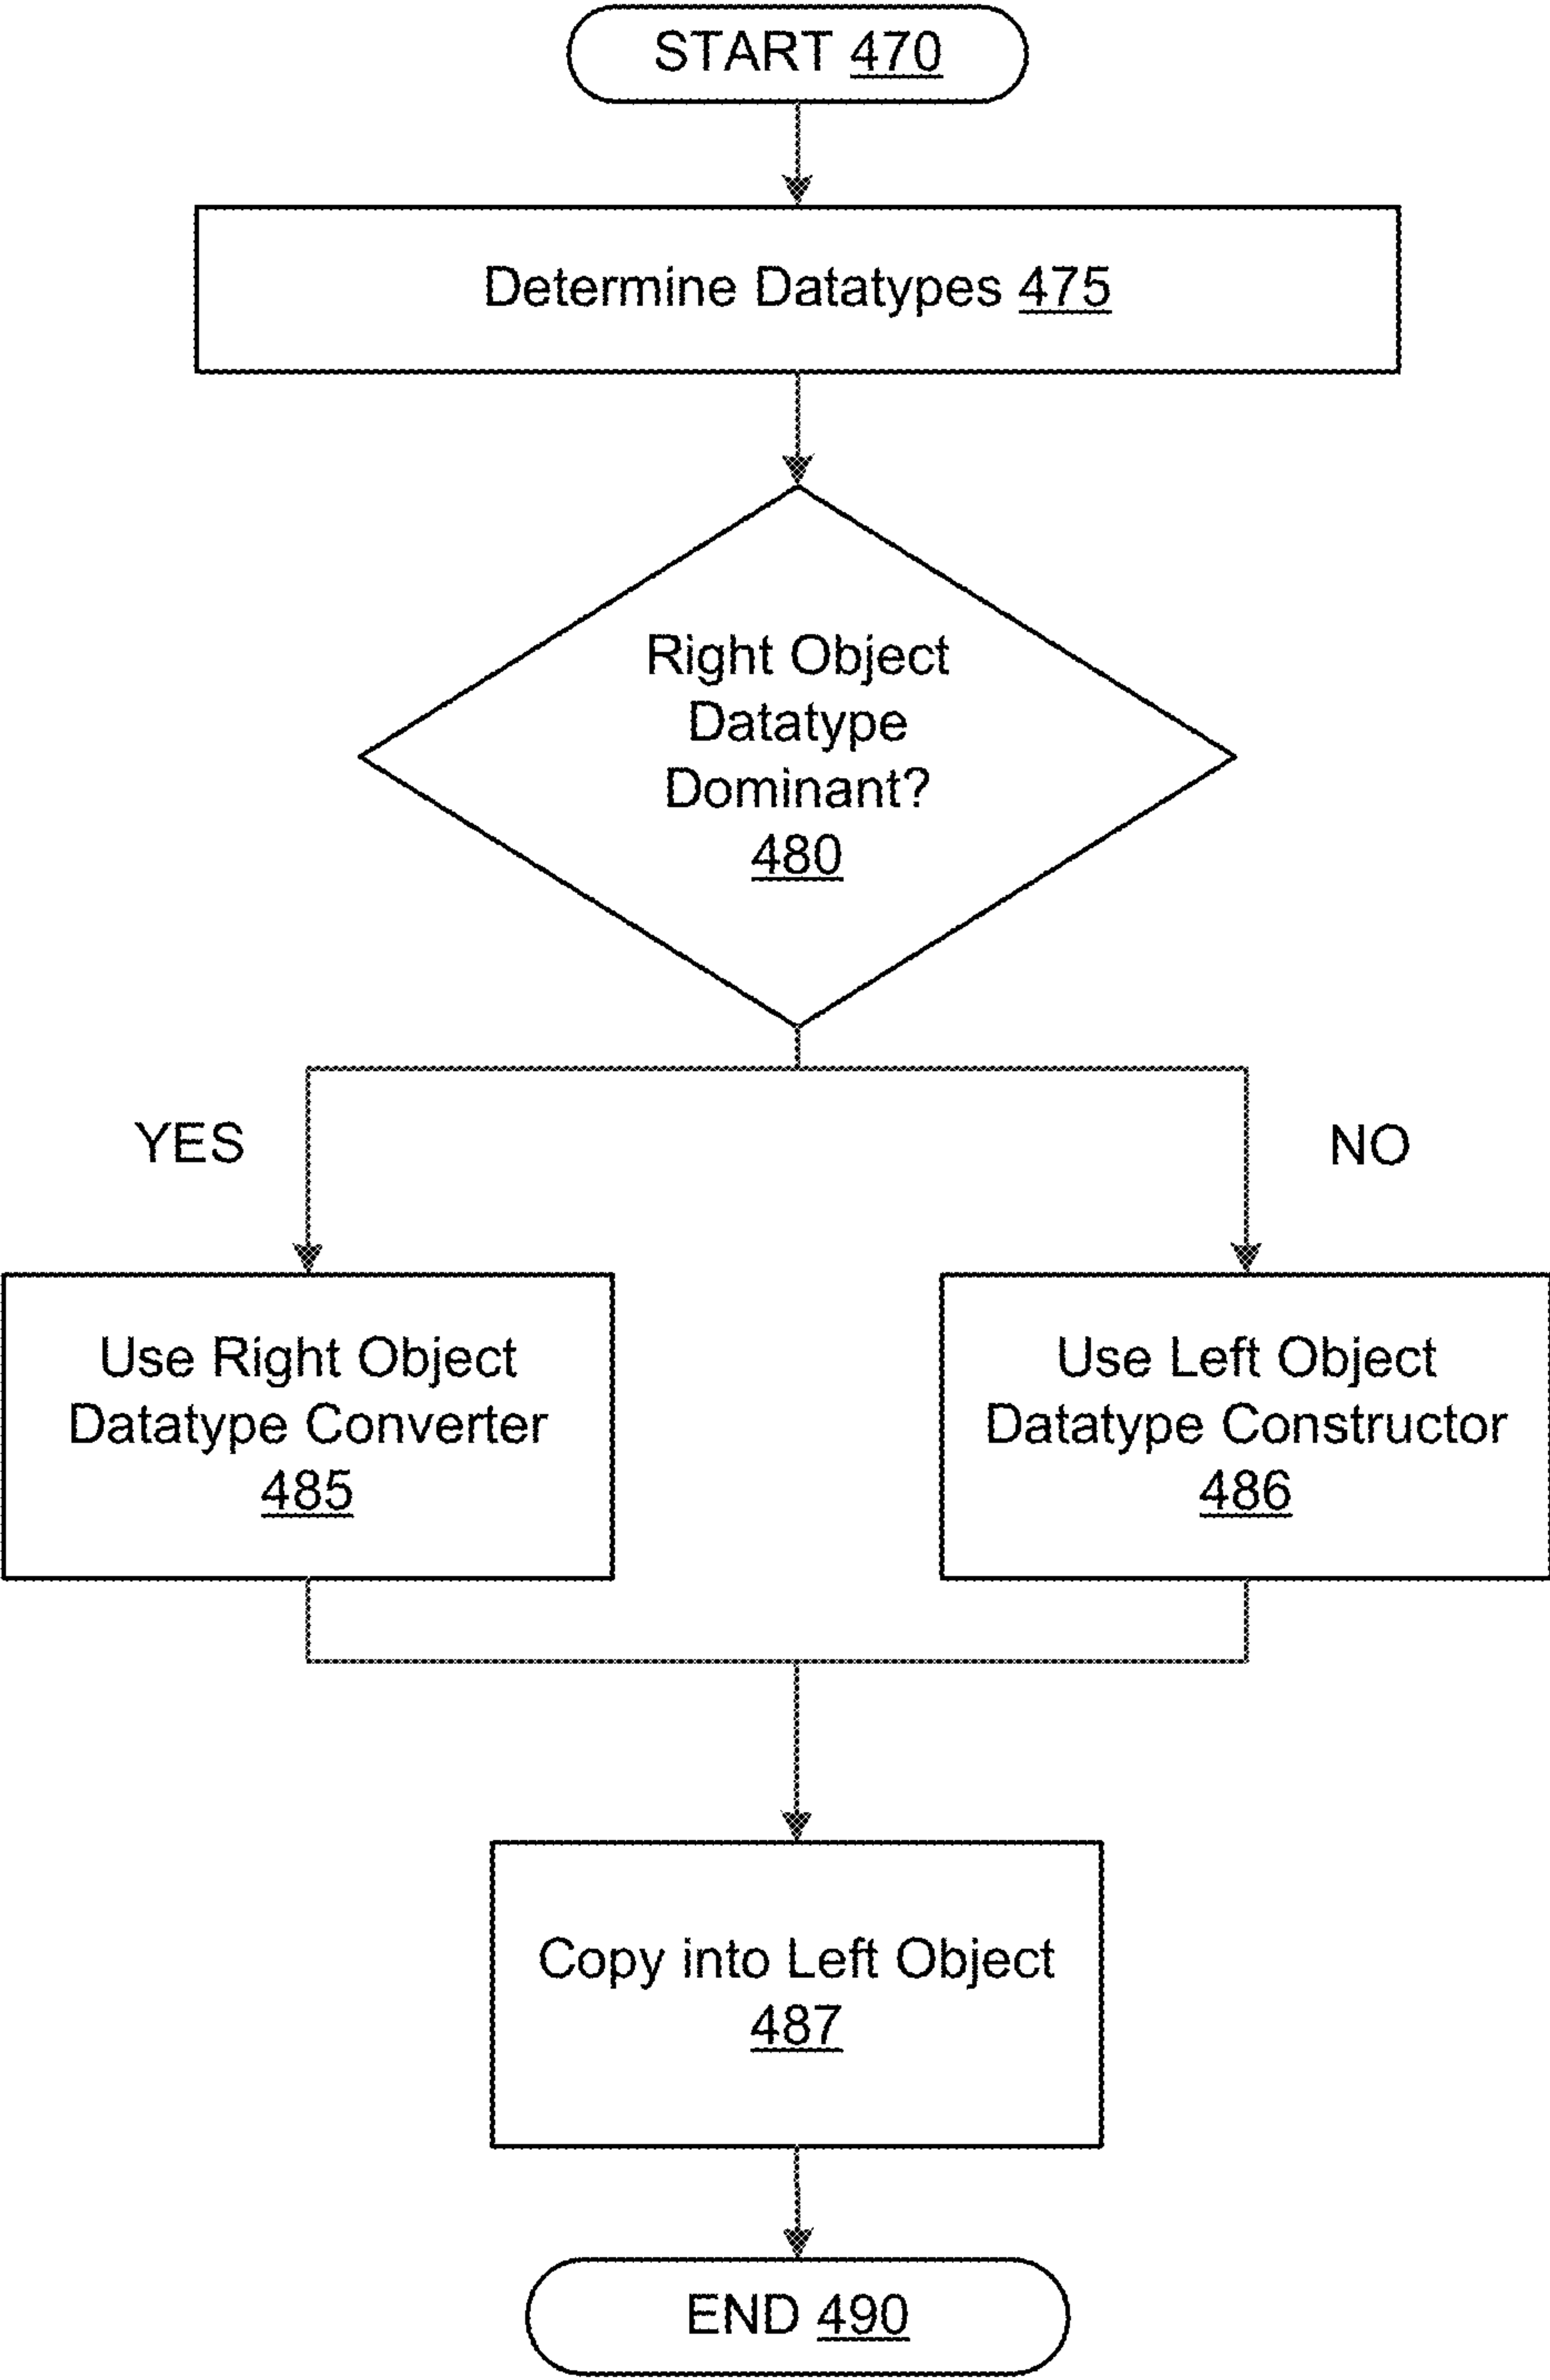 START 470
Determine Datatypes 475
Right Object
Datatype
Dominant?
480
YES
NO
Use Right Object
Datatype Converter
485
Use Left Object
Datatype Constructor
486
Copy into Left Object
487
END 490